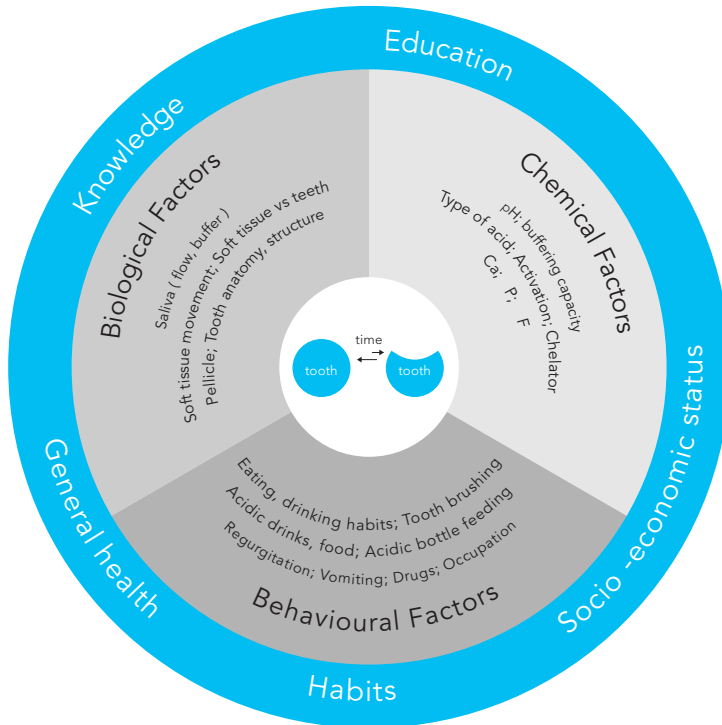 Education
Knowledge
Biological Factors
Saliva ( flow, buffer )
Soft tissue movement; Soft tissue vs teeth
Pellicle; Tooth anatomy, structure
Chemical Factors
pH; buffering capacity
Type of acid; Activation; Chelator
Ca; P; F
time
tooth
tooth
Eating, drinking habits; Tooth brushing
Acidic drinks, food; Acidic bottle feeding
Regurgitation; Vomiting; Drugs; Occupation
Behavioural Factors
General health
Socio -economic status
Habits